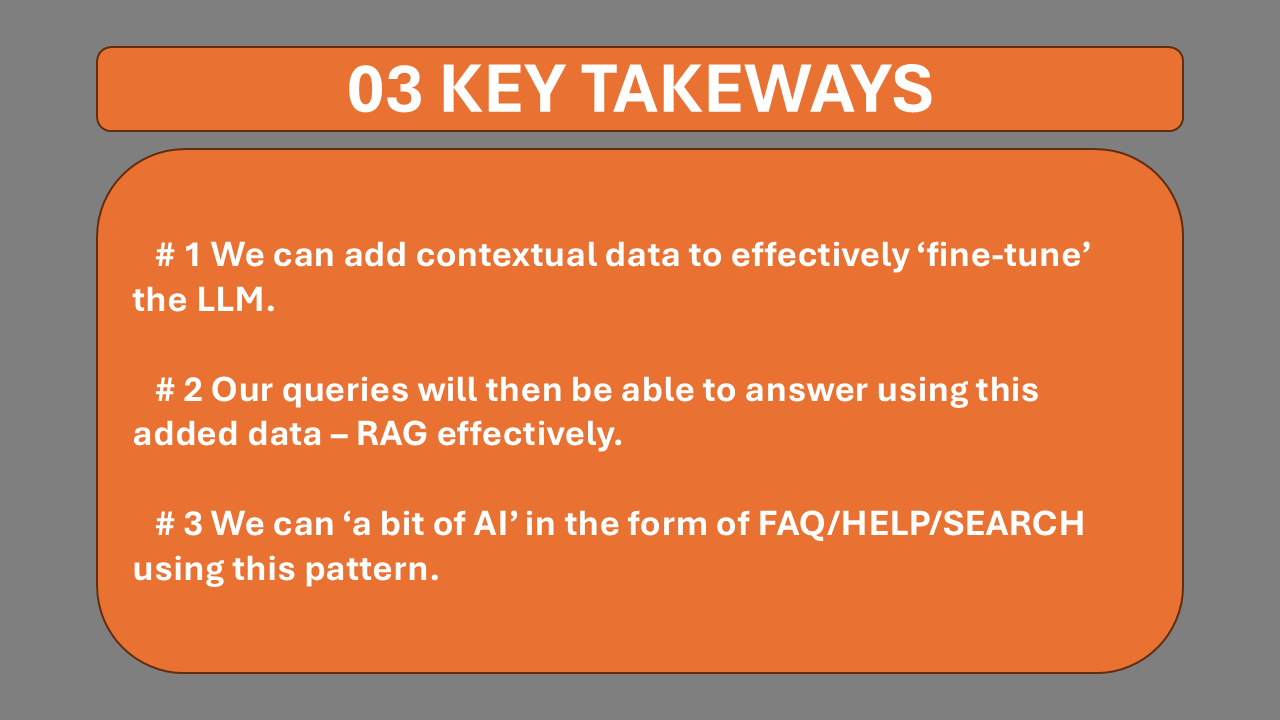 03 KEY TAKEWAYS
# 1 We can add contextual data to effectively ‘fine-tune’
the LLM.
# 2 Our queries will then be able to answer using this
added data – RAG effectively.
# 3 We can ‘a bit of AI’ in the form of FAQ/HELP/SEARCH
using this pattern.